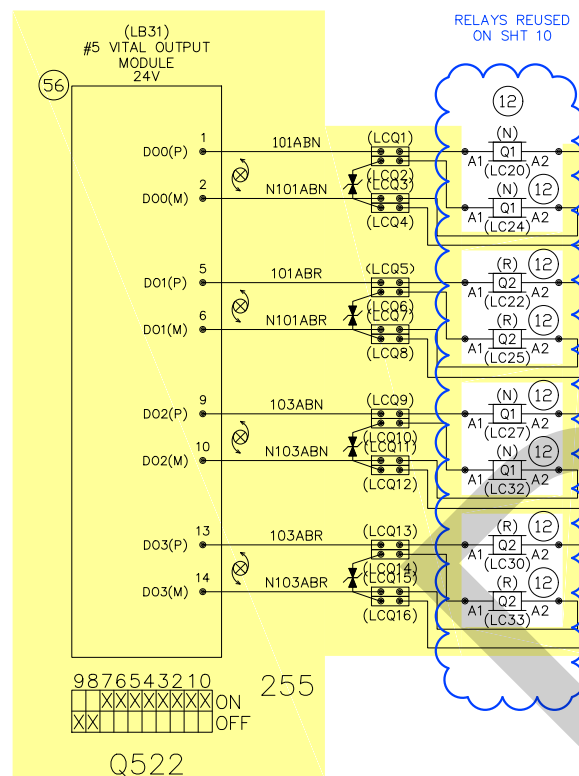 RELAYS REUSED
ON SHT 10
(LB31)
#5 VITAL OUTPUT
MODULE
24V
56
12
1
DO0(P)
101ABN
(LCQ1)
(N)
Q1
A1
A2
(LC20)
(LCQ2)
2
DO0(M)
N101ABN
(LCQ3)
(N)
12
Q1
A1
A2
(LC24)
(LCQ4)
5
DO1(P)
101ABR
(LCQ5)
(R)
12
Q2
A1
A2
(LC22)
(LCQ6)
6
DO1(M)
N101ABR
(LCQ7)
(R)
12
Q2
A1
A2
(LC25)
(LCQ8)
9
DO2(P)
103ABN
(LCQ9)
(N)
12
Q1
A1
A2
(LC27)
(LCQ10)
10
DO2(M)
N103ABN
(LCQ11)
(N)
12
Q1
A1
A2
(LC32)
(LCQ12)
13
DO3(P)
103ABR
(LCQ13)
(R)
12
Q2
A1
A2
(LC30)
(LCQ14)
14
DO3(M)
N103ABR
(LCQ15)
(R)
12
Q2
A1
A2
(LC33)
(LCQ16)
9876543210
XXXXXXXX ON
XX OFF
255
Q522